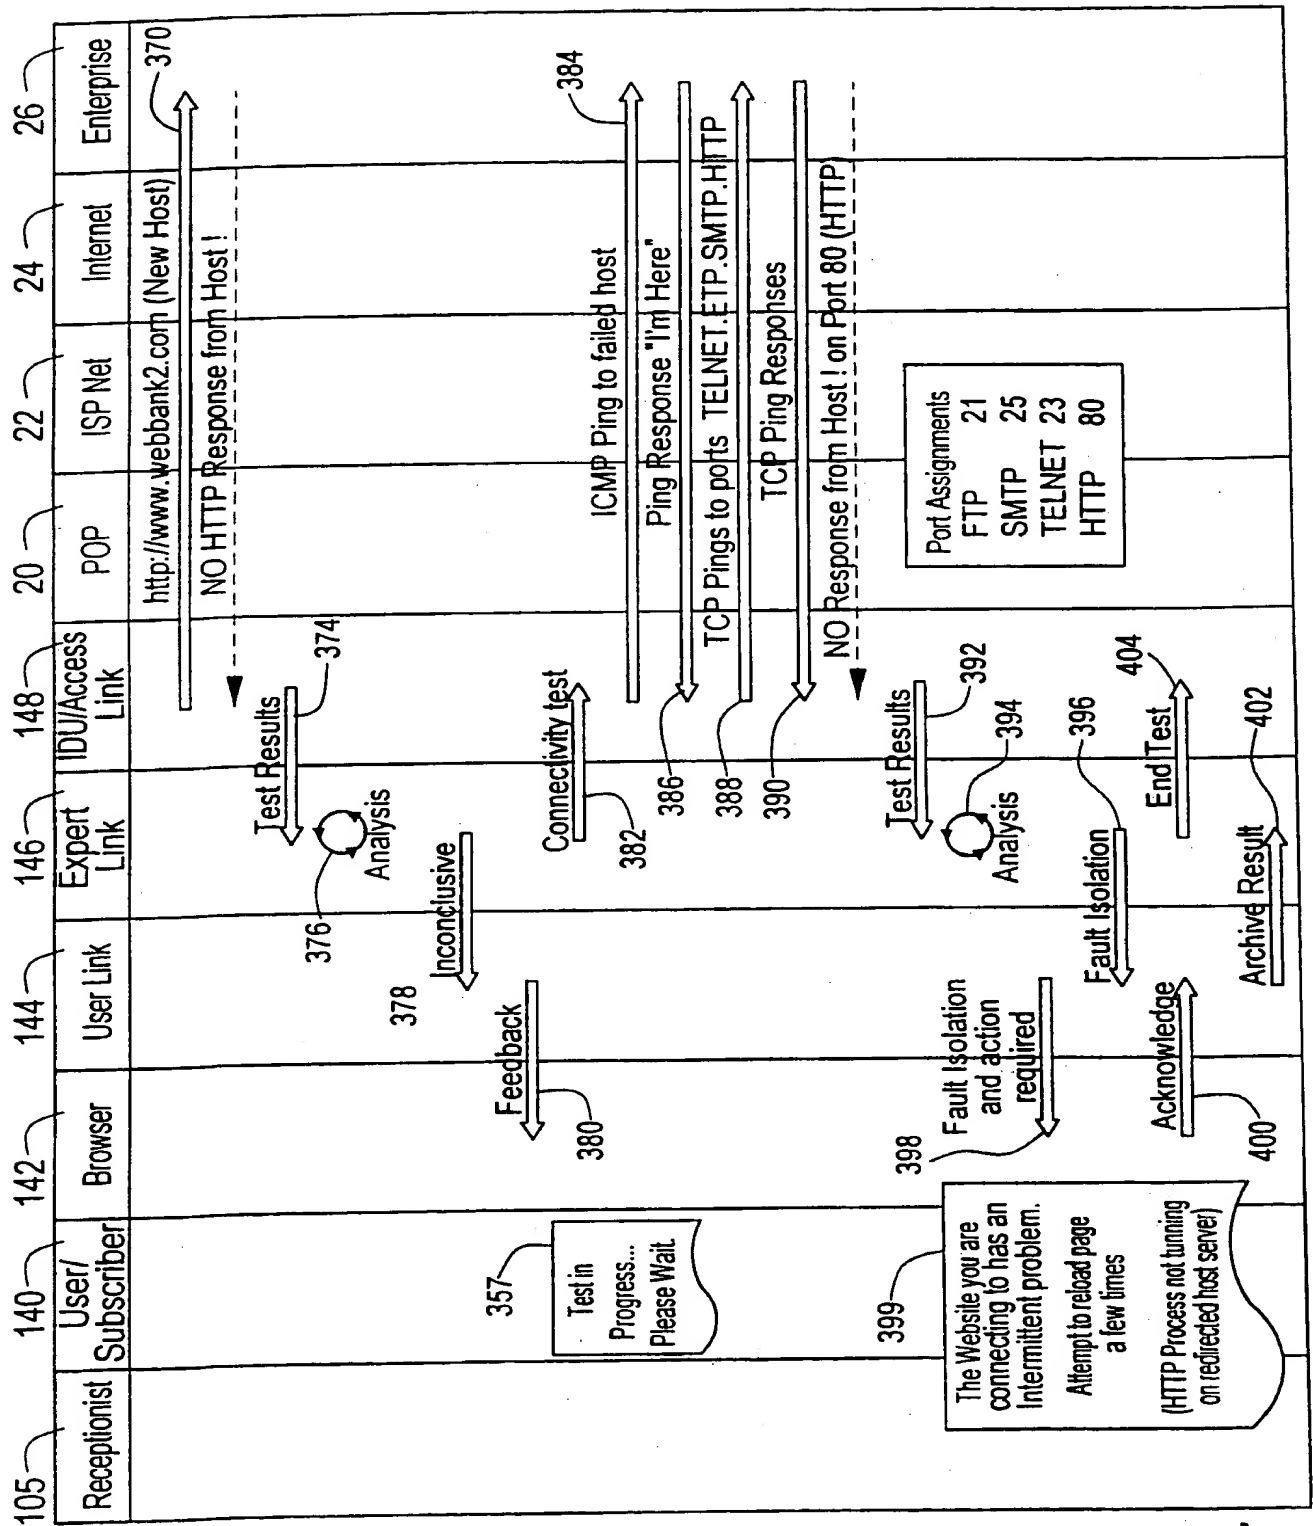 105
140
142
144
146
148
20
22
24
26
Receptionist
User/
Subscriber
Browser
User Link
Expert
Link
IDU/Access
Link
POP
ISP Net
Internet
Enterprise
http://www.webbank2.com (New Host)
370
NO HTTP Response from Host !
Test Results
374
376
Analysis
378
Inconclusive
Feedback
380
357
Test in
Progress...
Please Wait.
Connectivity test
382
ICMP Ping to failed host
384
Ping Response "I'm Here"
386
TCP Pings to ports TELNET.ETP.SMTP.HTTP
388
TCP Ping Responses
390
NO Response from Host ! on Port 80 (HTTP)
Port Assignments
FTP 21
SMTP 25
TELNET 23
HTTP 80
Test Results
392
394
Analysis
Fault Isolation
and action
required
398
Fault Isolation
396
399
The Website you are
connecting to has an
Intermittent problem.
Attempt to reload page
a few times
(HTTP Process not tunning
on redirected host server)
Acknowledge
400
End Test
404
Archive Result
402